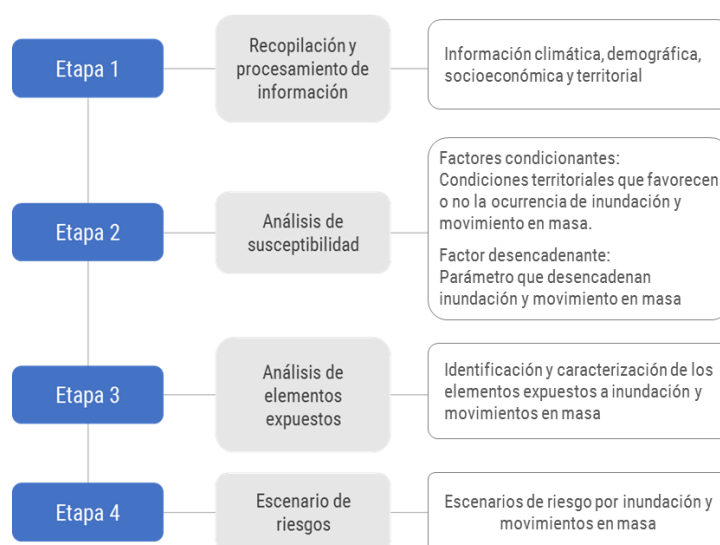 Etapa 1
Recopilación y
procesamiento de
información
Información climática, demográfica,
socioeconómica y territorial
Etapa 2
Análisis de
susceptibilidad
Factores condicionantes:
Condiciones territoriales que favorecen
o no la ocurrencia de inundación y
movimiento en masa.
Factor desencadenante:
Parámetro que desencadenan
inundación y movimiento en masa
Etapa 3
Análisis de
elementos
expuestos
Identificación y caracterización de los
elementos expuestos a inundación y
movimientos en masa
Etapa 4
Escenario de
riesgos
Escenarios de riesgo por inundación y
movimientos en masa